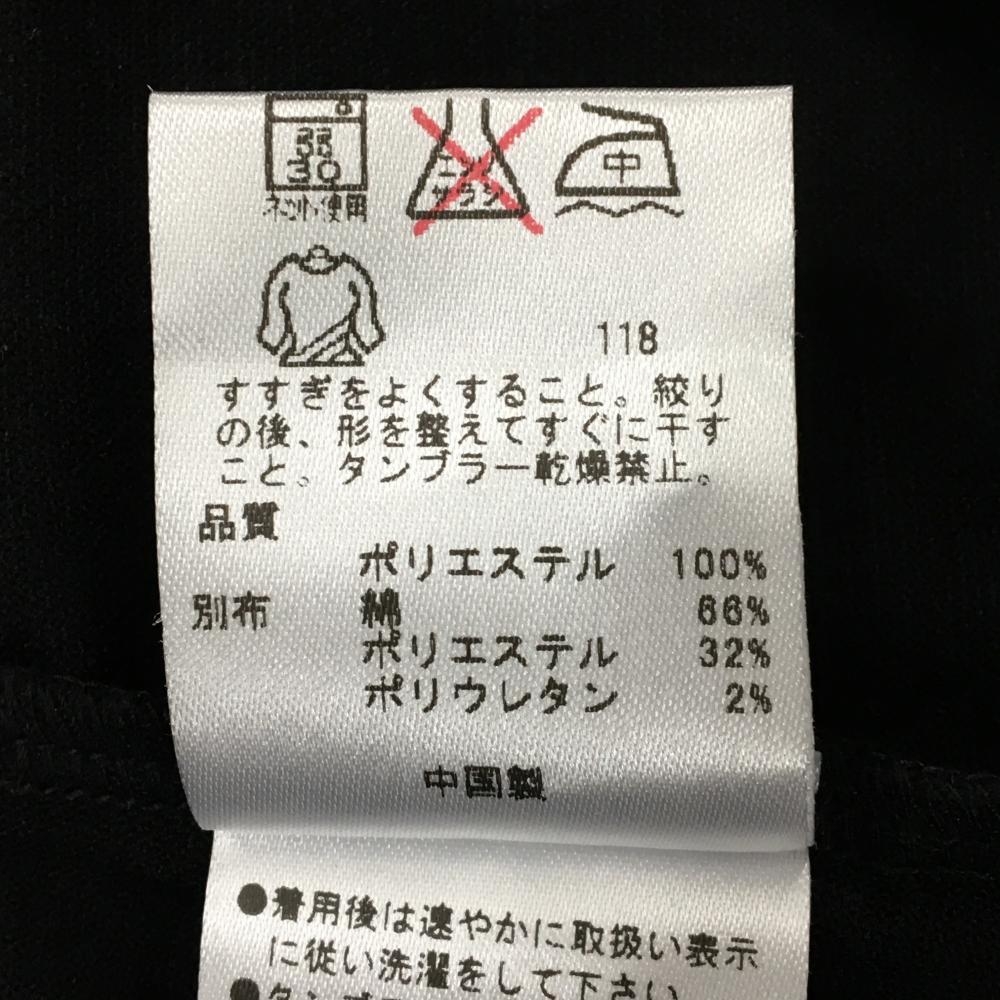 弱
30
ネット使用
エンソ
サラシ
中
118
すすぎをよくすること。絞り
の後、形を整えてすぐに干す
こと。タンブラー乾燥禁止。
品質
ポリエステル 100%
別布 綿 66%
ポリエステル 32%
ポリウレタン 2%
中国製
●着用後は速やかに取扱い表示
に従い洗濯をして下さい